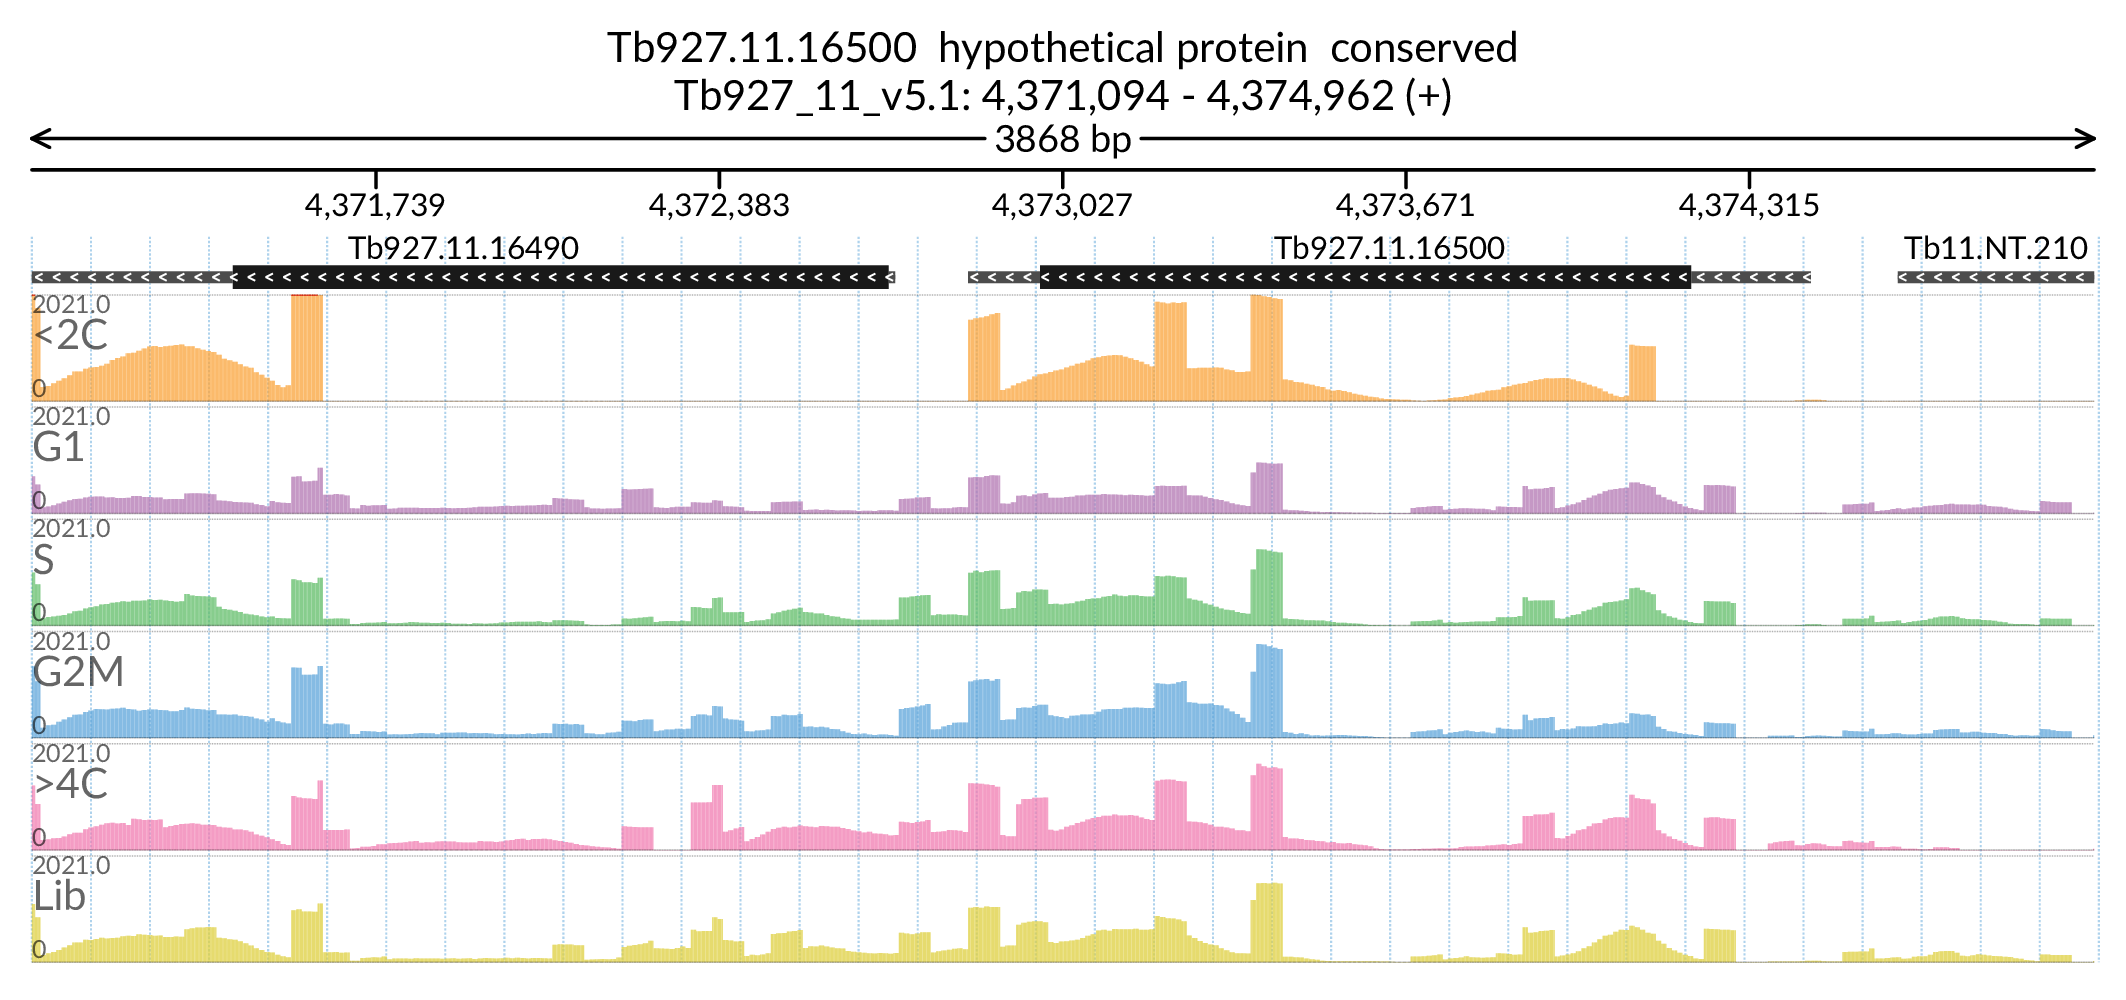 Tb927.11.16500  hypothetical protein  conserved
Tb927_11_v5.1: 4,371,094 - 4,374,962 (+)
3868 bp
4,371,739 4,372,383 4,373,027 4,373,671 4,374,315
Tb927.11.16490 Tb927.11.16500 Tb11.NT.210
2021.0
<2C
0
2021.0
G1
0
2021.0
S
0
2021.0
G2M
0
2021.0
>4C
0
2021.0
Lib
0